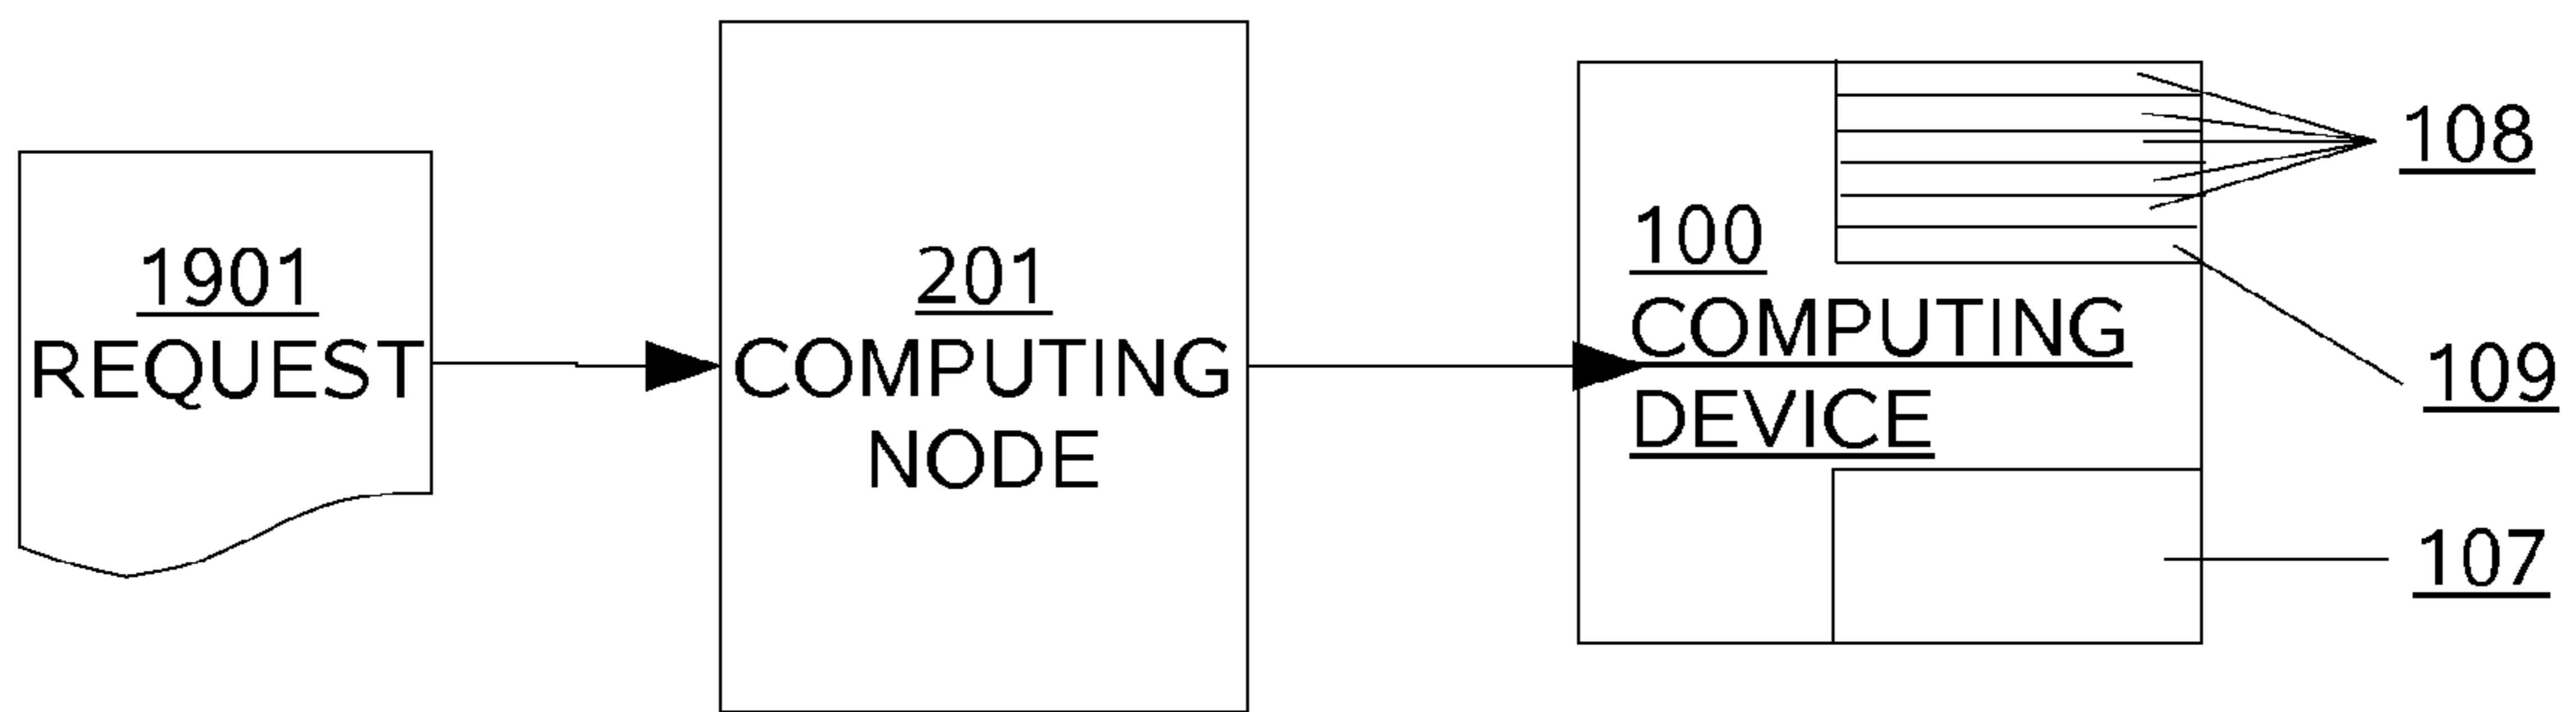 1901
REQUEST
201
COMPUTING
NODE
100
COMPUTING
DEVICE
108
109
107